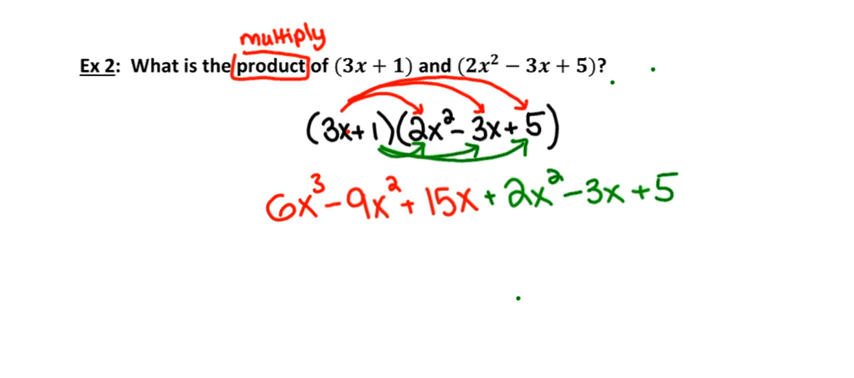 multiply
Ex 2: What is the product of (3x + 1) and (2x² − 3x + 5)?
(3x+1)(2x²-3x+5)
6x³-9x²+15x+2x²-3x+5